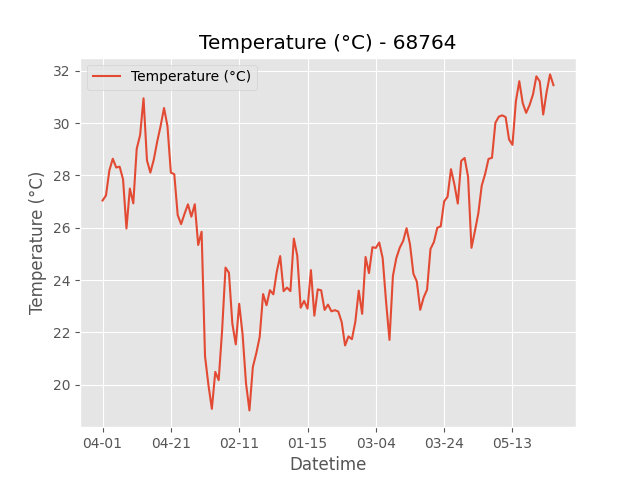 Temperature (°C) - 68764
Temperature (°C)
Temperature (°C)
32
30
28
26
24
22
20
04-01 04-21 02-11 01-15 03-04 03-24 05-13
Datetime